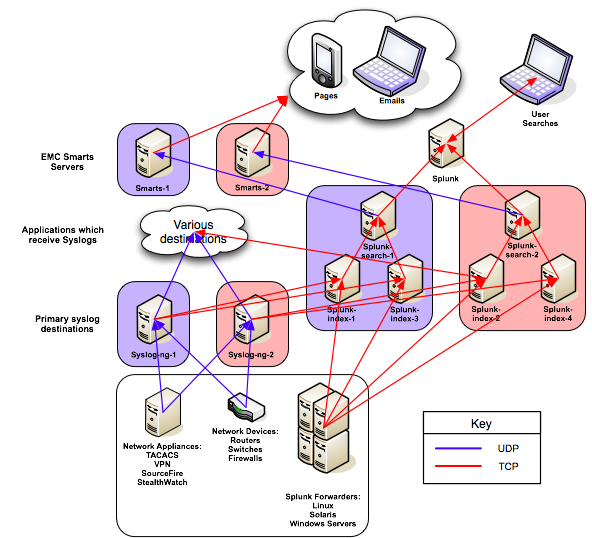 Pages
Emails
User
Searches
EMC Smarts
Servers
Smarts-1
Smarts-2
Splunk
Applications which
receive Syslogs
Various
destinations
Splunk-
search-1
Splunk-
search-2
Splunk-
index-1
Splunk-
index-3
Splunk-
index-2
Splunk-
index-4
Primary syslog
destinations
Syslog-ng-1
Syslog-ng-2
Network Appliances:
TACACS
VPN
SourceFire
StealthWatch
Network Devices:
Routers
Switches
Firewalls
Splunk Forwarders:
Linux
Solaris
Windows Servers
Key
UDP
TCP